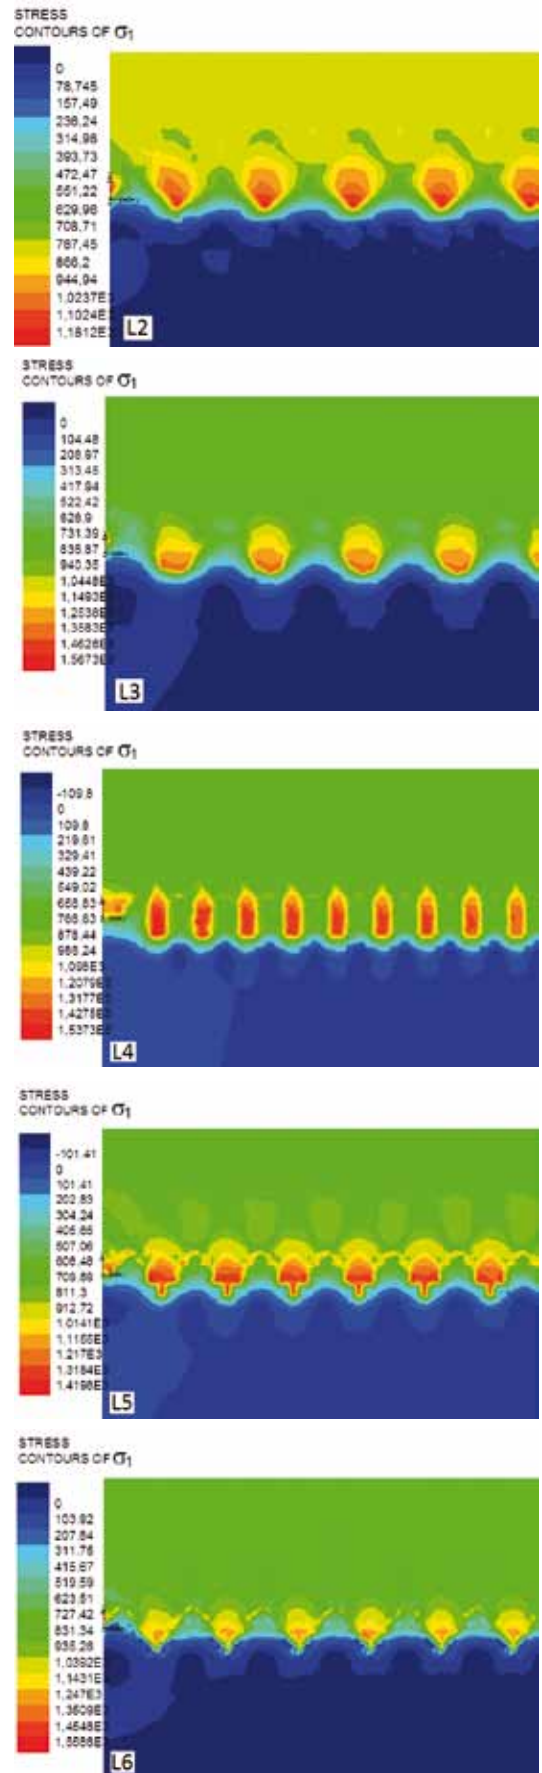 STRESS
CONTOURS OF σ1
0
78,745
157,49
236,24
314,98
393,73
472,47
551,22
629,96
708,71
787,45
866,2
944,94
1,0237E
1,1024E
1,1812E
L2
STRESS
CONTOURS OF σ1
0
104,48
208,97
313,45
417,94
522,42
626,9
731,39
835,87
940,35
1,0448E
1,1493E
1,2538E
1,3583E
1,4628E
1,5673E
L3
STRESS
CONTOURS OF σ1
-109,8
0
109,8
219,61
329,41
439,22
549,02
658,83
768,63
878,44
988,24
1,098E3
1,2079E
1,3177E
1,4275E
1,5373E
L4
STRESS
CONTOURS OF σ1
-101,41
0
101,41
202,83
304,24
405,65
507,06
608,48
709,89
811,3
912,72
1,0141E
1,1155E
1,217E3
1,3184E
1,4198E
L5
STRESS
CONTOURS OF σ1
0
103,92
207,84
311,75
415,67
519,59
623,51
727,42
831,34
935,26
1,0392E
1,1431E
1,247E3
1,3509E
1,4548E
L6